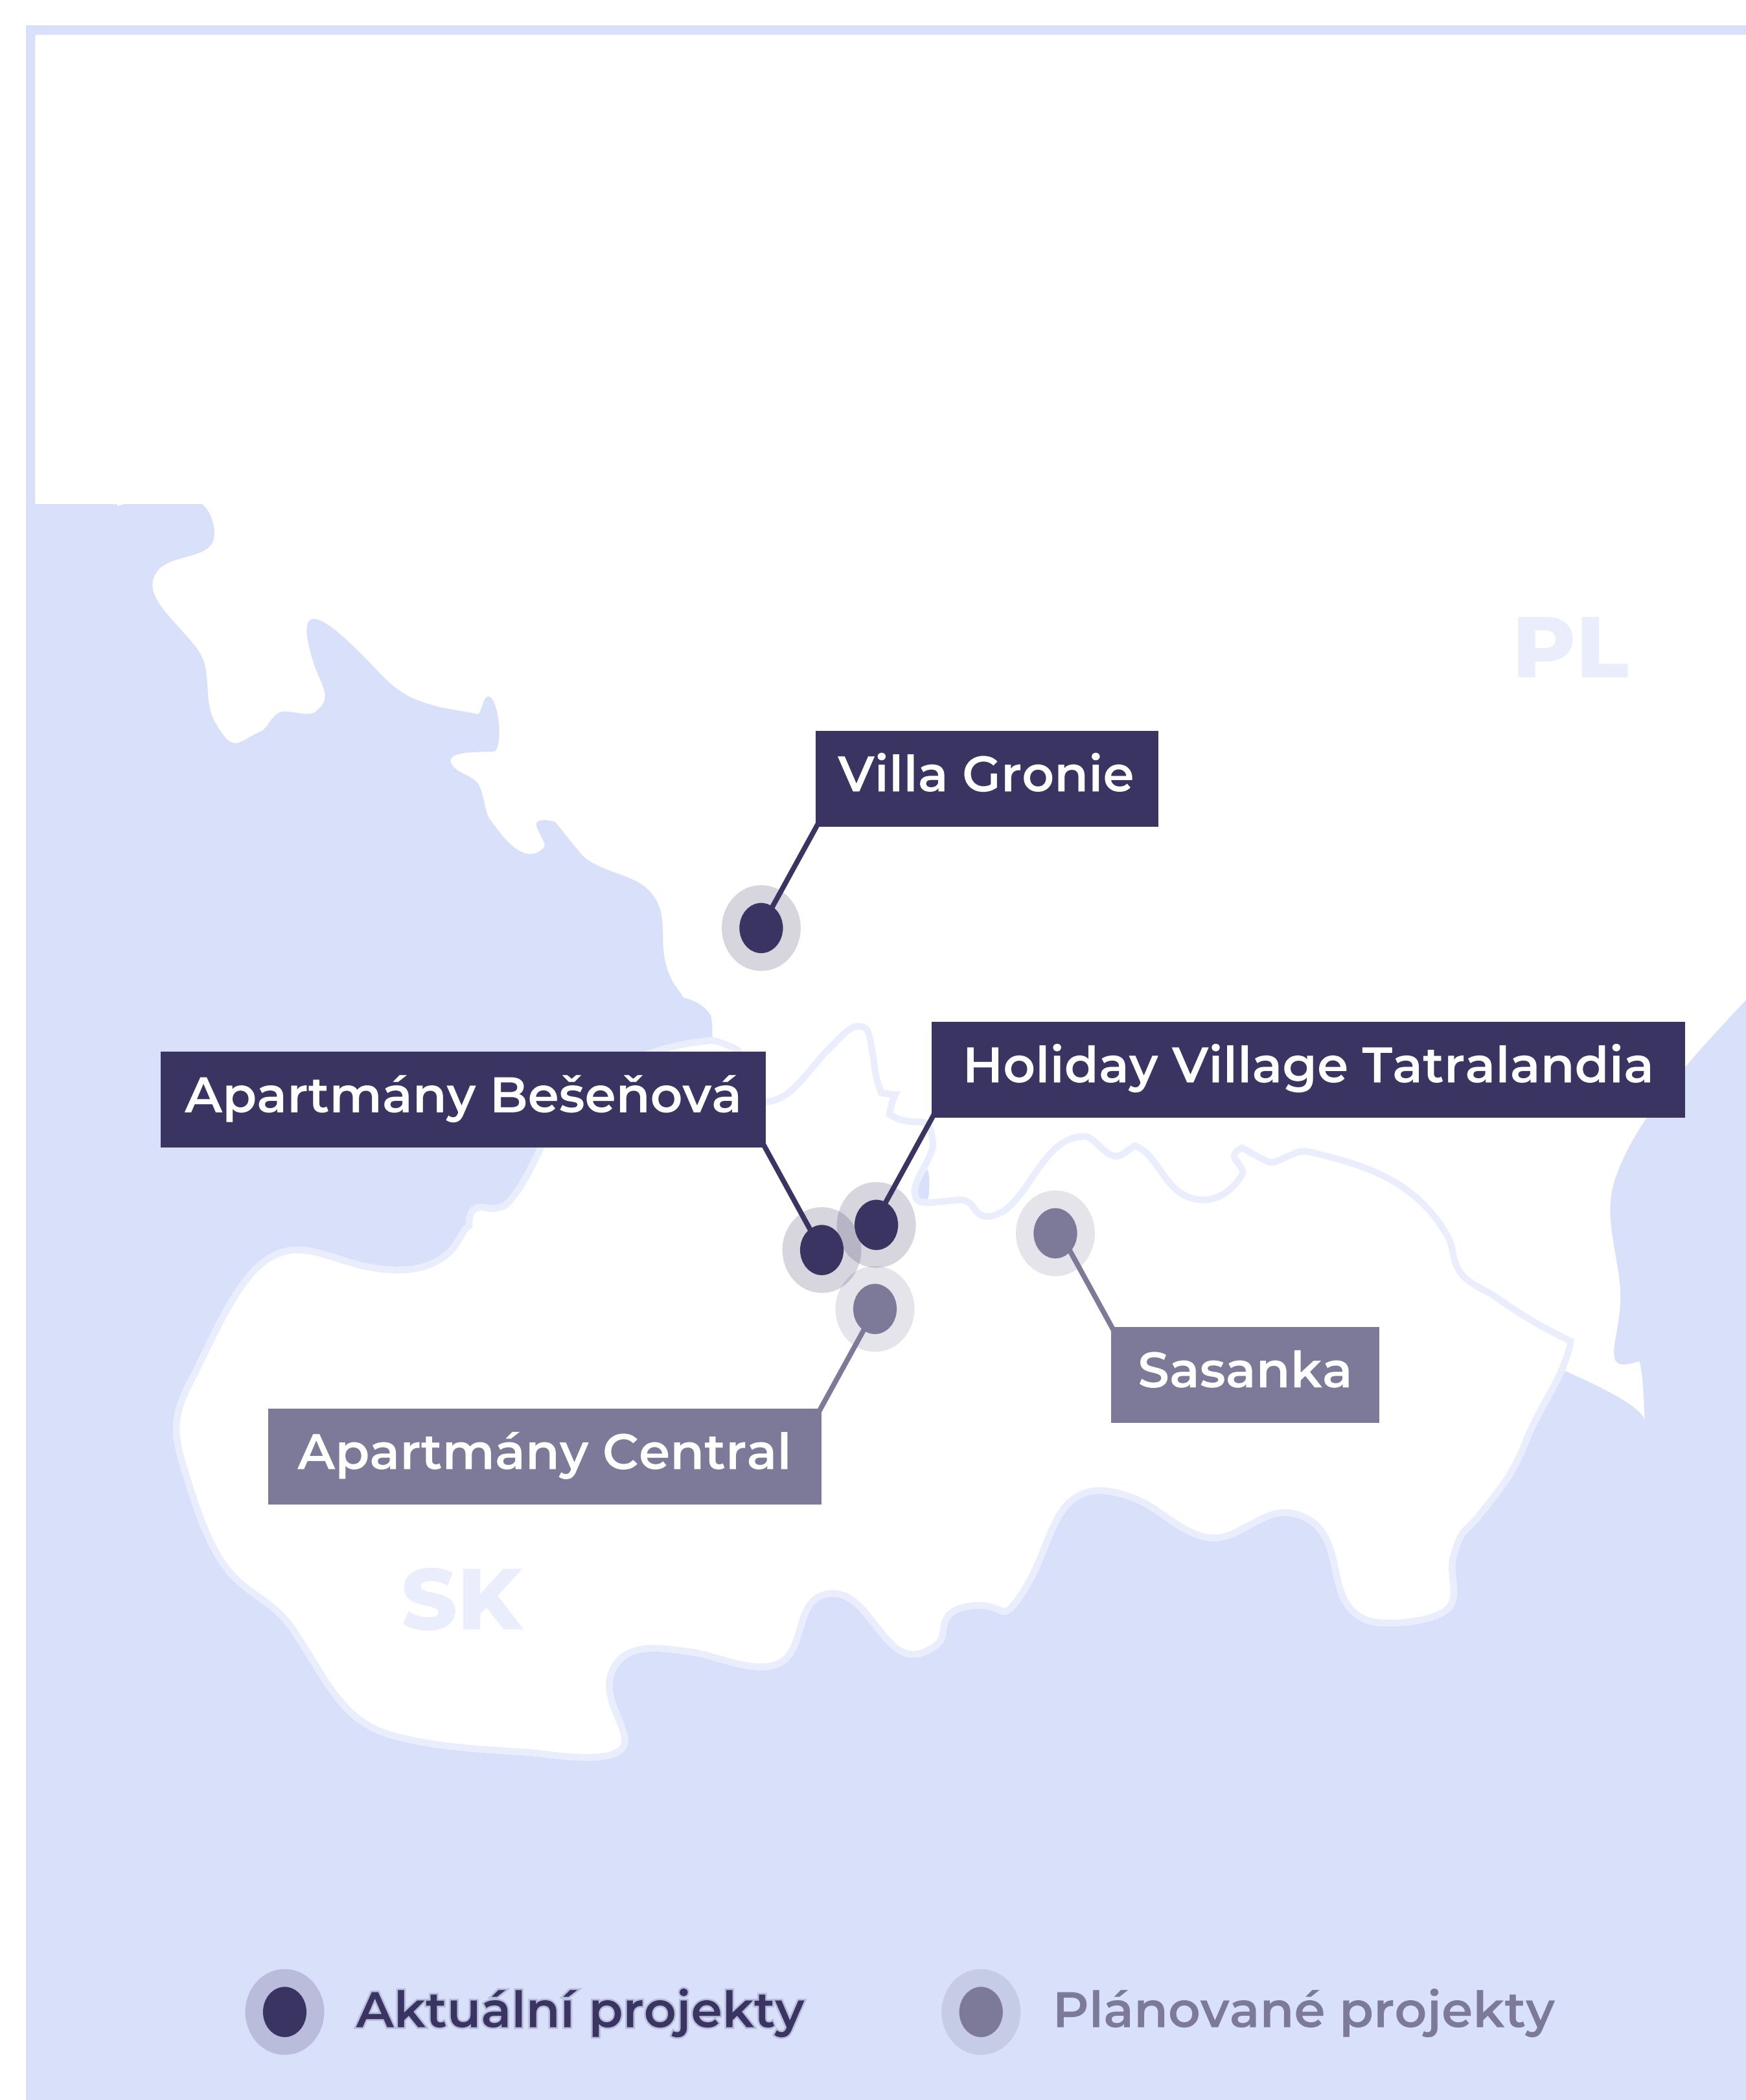 PL
Villa Gronie
Holiday Village Tatralandia
Apartmány Bešeňová
Sasanka
Apartmány Central
SK
Aktuální projekty
Plánované projekty